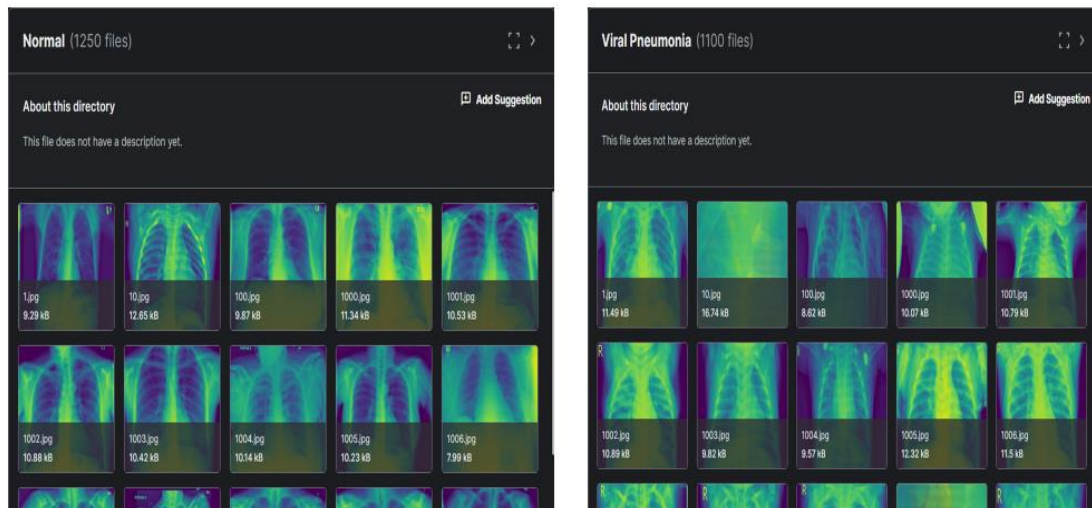 Normal (1250 files)
About this directory
Add Suggestion
This file does not have a description yet.
1.jpg
9.29 kB
10.jpg
12.65 kB
100.jpg
9.87 kB
1000.jpg
11.34 kB
1001.jpg
10.53 kB
1002.jpg
10.88 kB
1003.jpg
10.42 kB
1004.jpg
10.14 kB
1005.jpg
10.23 kB
1006.jpg
7.99 kB
Viral Pneumonia (1100 files)
About this directory
Add Suggestion
This file does not have a description yet.
1.jpg
11.49 kB
10.jpg
16.74 kB
100.jpg
8.62 kB
1000.jpg
10.07 kB
1001.jpg
10.79 kB
R
1002.jpg
10.89 kB
1003.jpg
9.82 kB
1004.jpg
9.57 kB
1005.jpg
12.32 kB
R
1006.jpg
11.5 kB
R
R
R
R